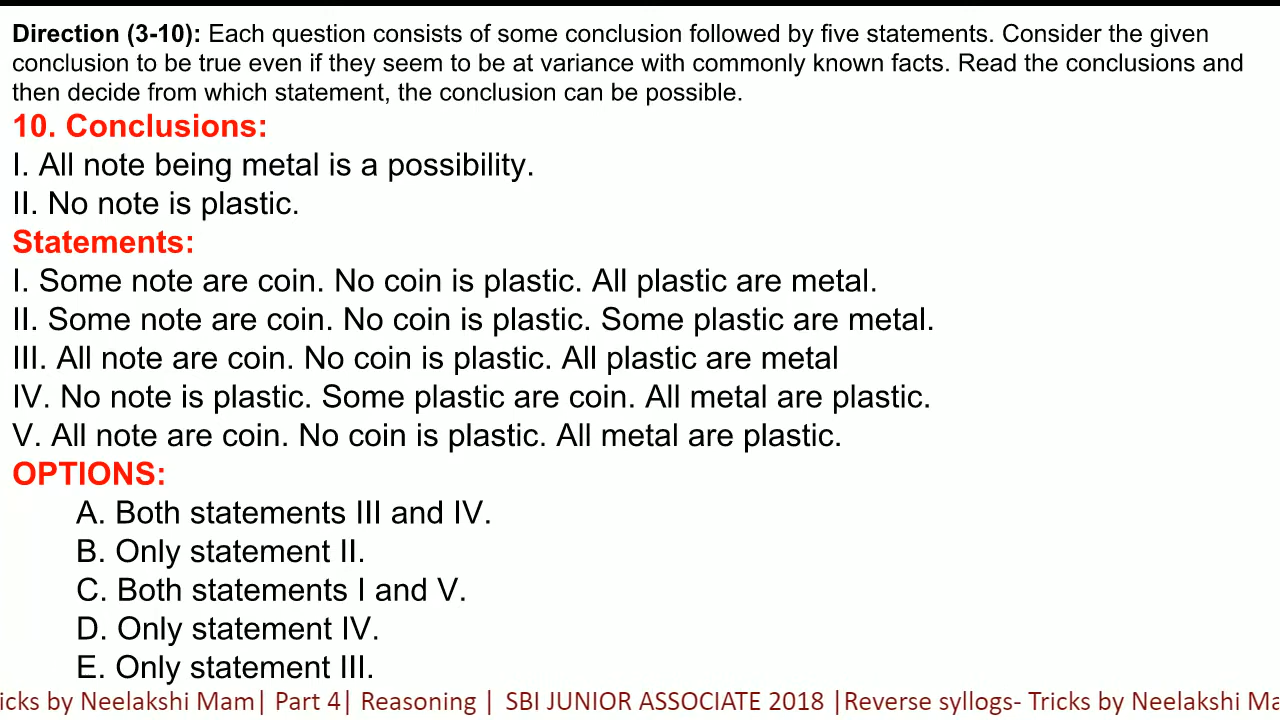 Direction (3-10): Each question consists of some conclusion followed by five statements. Consider the given
conclusion to be true even if they seem to be at variance with commonly known facts. Read the conclusions and
then decide from which statement, the conclusion can be possible.
10. Conclusions:
I. All note being metal is a possibility.
II. No note is plastic.
Statements:
I. Some note are coin. No coin is plastic. All plastic are metal.
II. Some note are coin. No coin is plastic. Some plastic are metal.
III. All note are coin. No coin is plastic. All plastic are metal
IV. No note is plastic. Some plastic are coin. All metal are plastic.
V. All note are coin. No coin is plastic. All metal are plastic.
OPTIONS:
A. Both statements III and IV.
B. Only statement II.
C. Both statements I and V.
D. Only statement IV.
E. Only statement III.
icks by Neelakshi Mam| Part 4| Reasoning | SBI JUNIOR ASSOCIATE 2018 |Reverse syllogs- Tricks by Neelakshi Ma